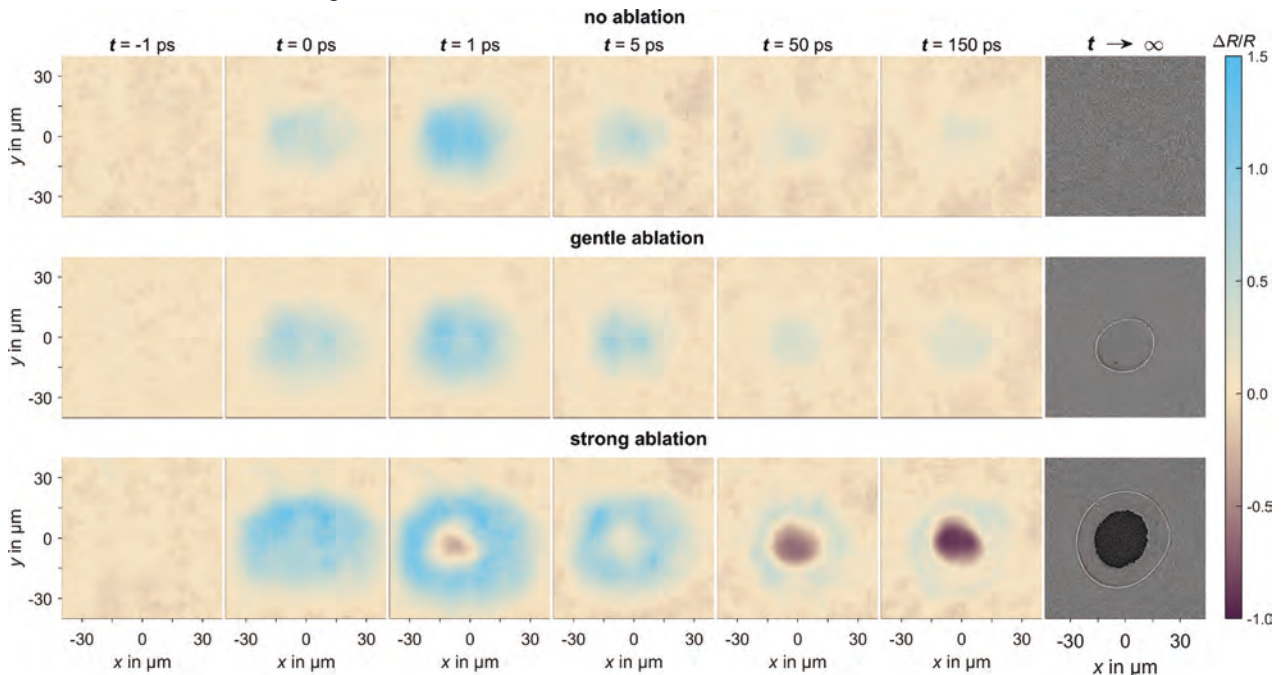 no ablation
t = -1 ps t = 0 ps t = 1 ps t = 5 ps t = 50 ps t = 150 ps t → ∞ ΔR/R
30
0
-30
y in µm
gentle ablation
30
0
-30
y in µm
strong ablation
30
0
-30
y in µm
-30 0 30 -30 0 30 -30 0 30 -30 0 30 -30 0 30 -30 0 30 -30 0 30
x in µm x in µm x in µm x in µm x in µm x in µm x in µm
1.5
1.0
0.5
0.0
-0.5
-1.0